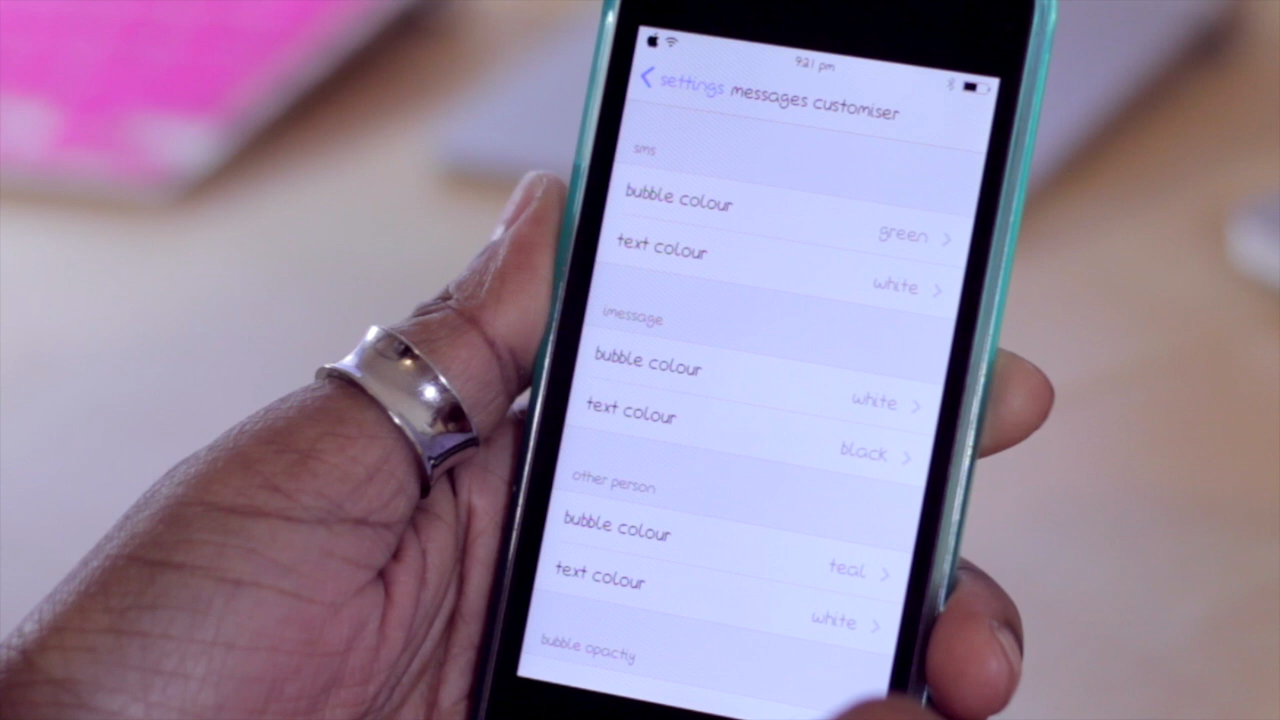 9:21 pm
settings messages customiser
sms
bubble colour green
text colour white
imessage
bubble colour white
text colour black
other person
bubble colour teal
text colour white
bubble opactiy